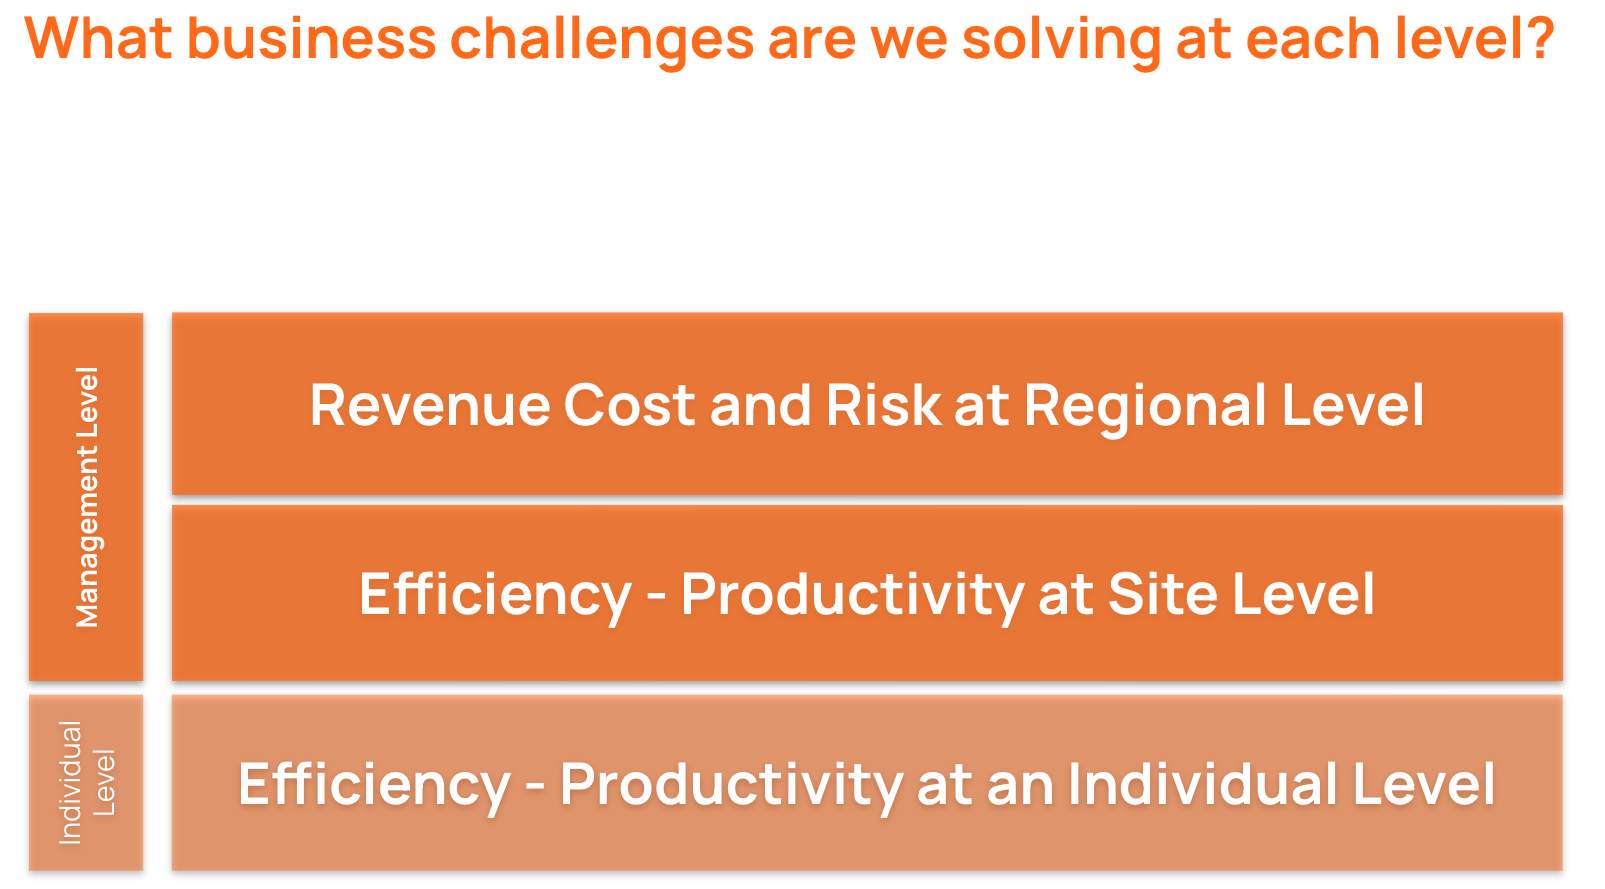 What business challenges are we solving at each level?
Management Level
Revenue Cost and Risk at Regional Level
Efficiency - Productivity at Site Level
Individual
Level
Efficiency - Productivity at an Individual Level